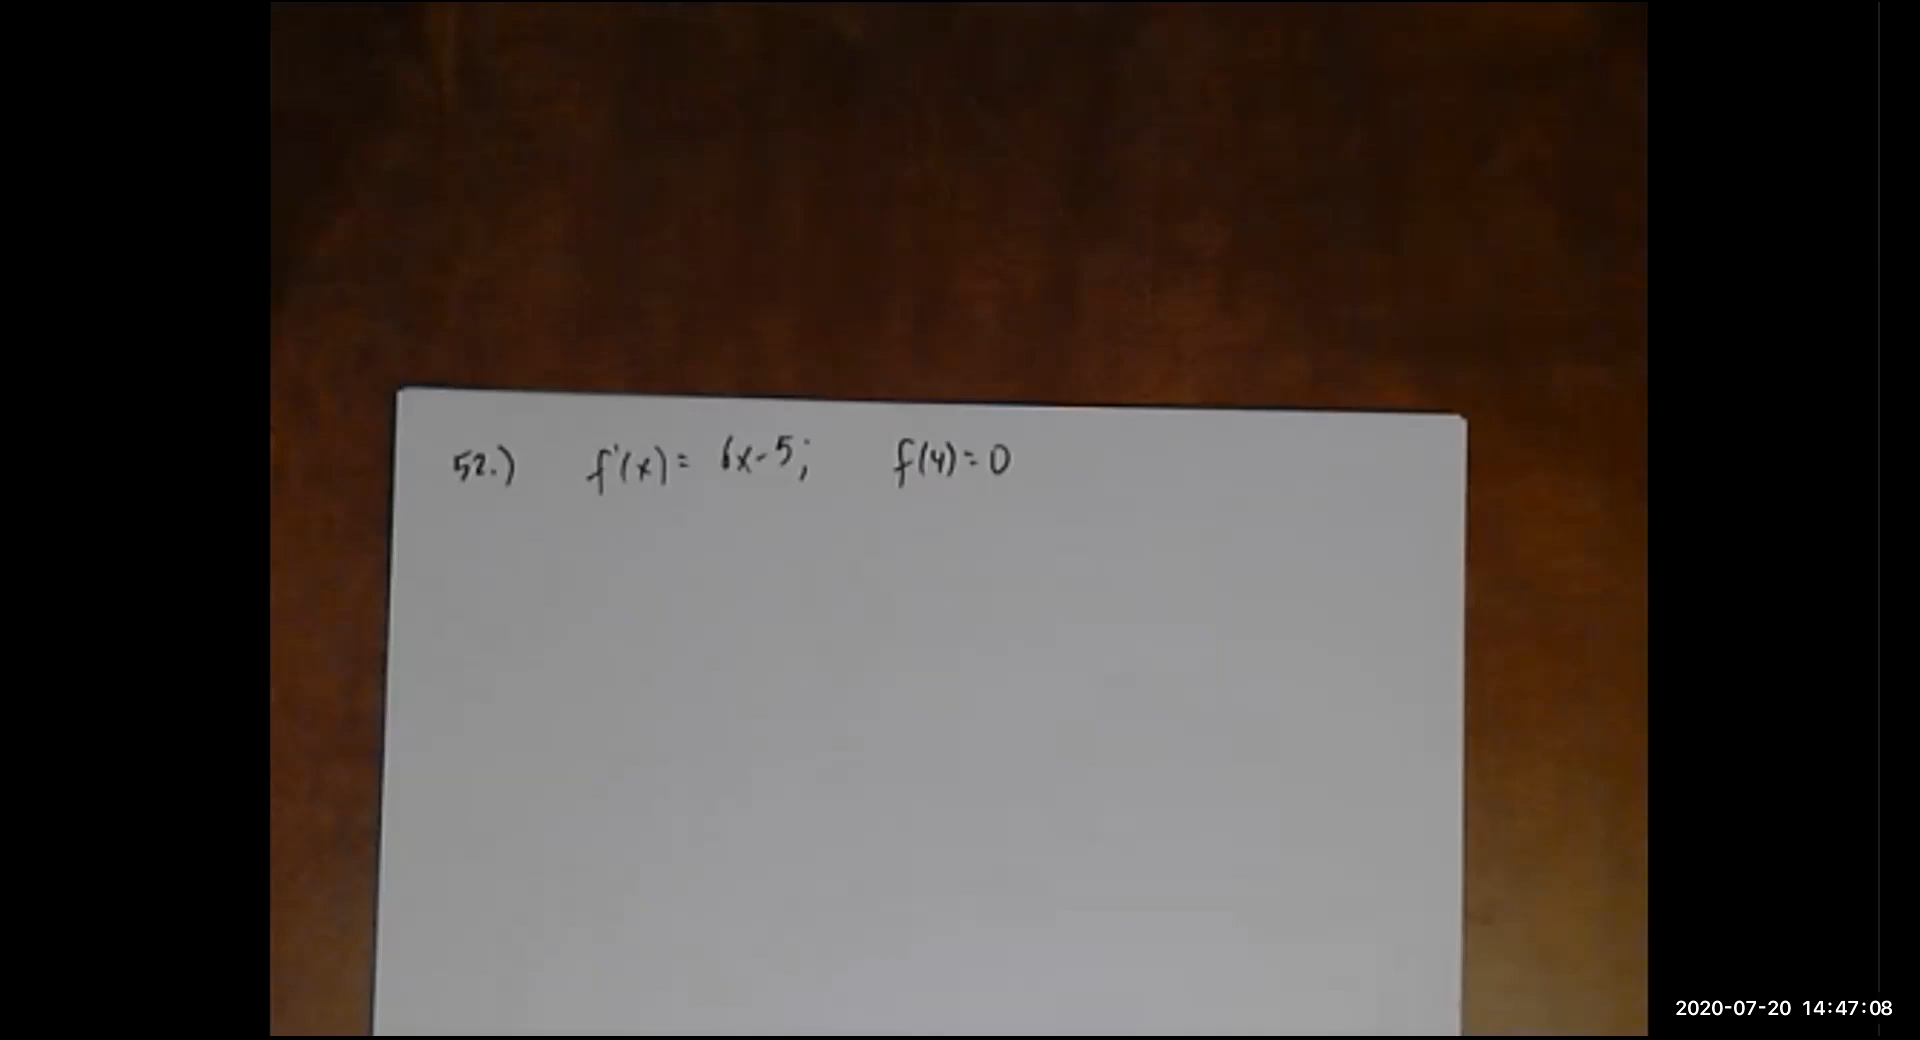 52.) f'(x) = 6x-5; f(4) = 0
2020-07-20 14:47:08